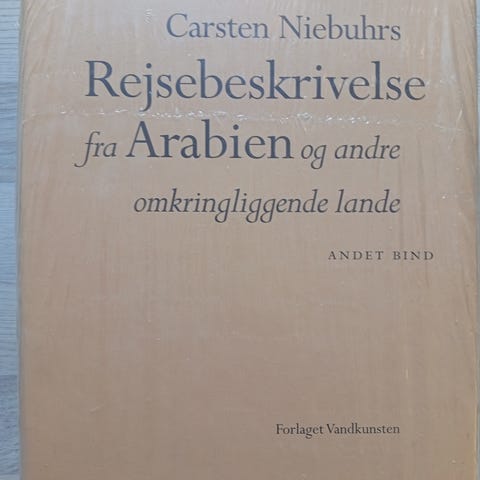 Carsten Niebuhrs
Rejsebeskrivelse
fra Arabien og andre
omkringliggende lande
ANDET BIND
Forlaget Vandkunsten